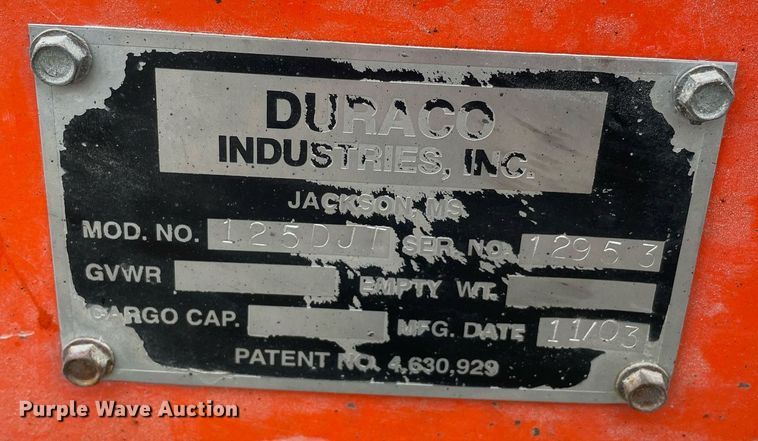 DURACO
INDUSTRIES, INC.
JACKSON, MS
MOD. NO. 125DJT SER. NO. 12953
GVWR EMPTY WT.
CARGO CAP. MFG. DATE 11/03
PATENT NO. 4,630,929
Purple Wave Auction